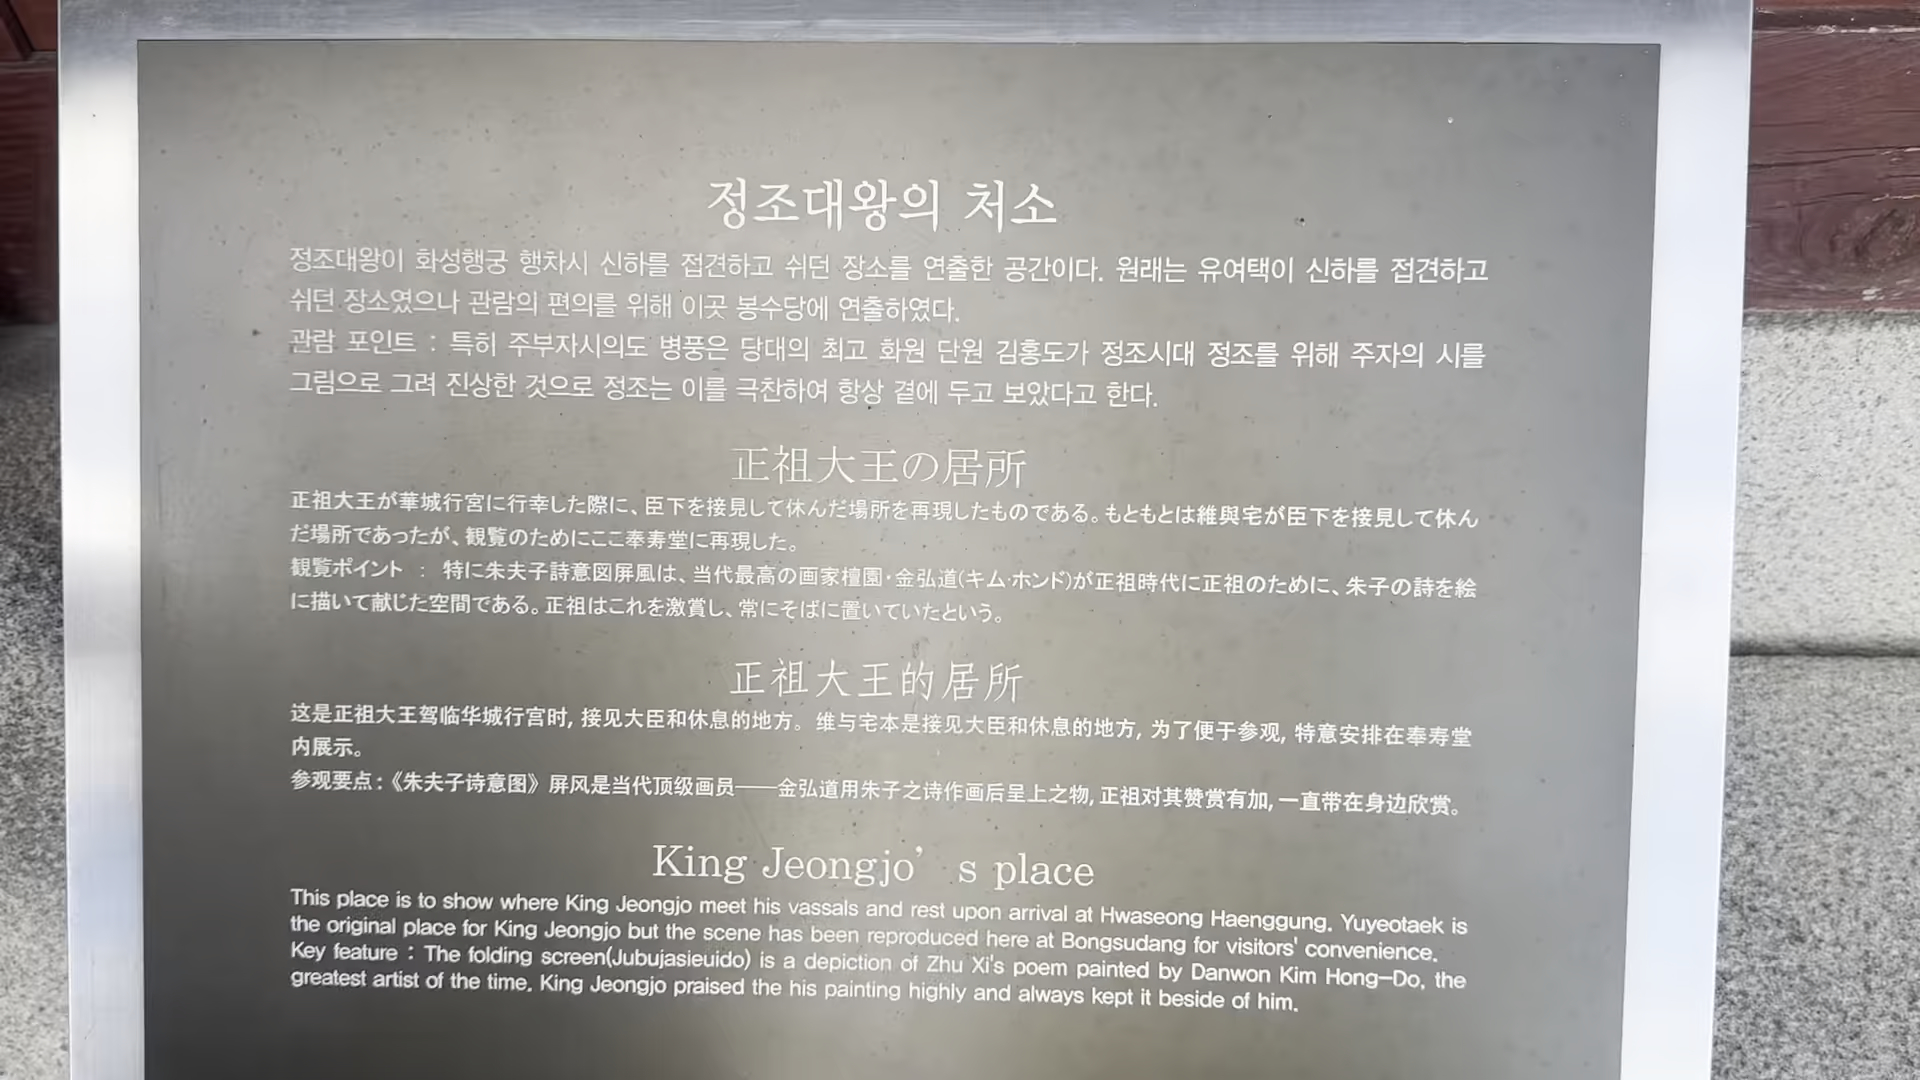 정조대왕의 처소
정조대왕이 화성행궁 행차시 신하를 접견하고 쉬던 장소를 연출한 공간이다. 원래는 유여택이 신하를 접견하고
쉬던 장소였으나 관람의 편의를 위해 이곳 봉수당에 연출하였다.
관람 포인트 : 특히 주부자시의도 병풍은 당대의 최고 화원 단원 김홍도가 정조시대 정조를 위해 주자의 시를
그림으로 그려 진상한 것으로 정조는 이를 극찬하여 항상 곁에 두고 보았다고 한다.
正祖大王の居所
正祖大王が華城行宮に行幸した際に、臣下を接見して休んだ場所を再現したものである。もともとは維與宅が臣下を接見して休ん
だ場所であったが、観覧のためにここ奉寿堂に再現した。
観覧ポイント : 特に朱夫子詩意図屏風は、当代最高の画家檀園·金弘道(キム·ホンド)が正祖時代に正祖のために、朱子の詩を絵
に描いて献じた空間である。正祖はこれを激賞し、常にそばに置いていたという。
正祖大王的居所
这是正祖大王驾临华城行宫时, 接见大臣和休息的地方。维与宅本是接见大臣和休息的地方, 为了便于参观, 特意安排在奉寿堂
内展示。
参观要点:《朱夫子诗意图》屏风是当代顶级画员——金弘道用朱子之诗作画后呈上之物, 正祖对其赞赏有加, 一直带在身边欣赏。
King Jeongjo’ s place
This place is to show where King Jeongjo meet his vassals and rest upon arrival at Hwaseong Haenggung. Yuyeotaek is
the original place for King Jeongjo but the scene has been reproduced here at Bongsudang for visitors' convenience.
Key feature : The folding screen(Jubujasieuido) is a depiction of Zhu Xi's poem painted by Danwon Kim Hong-Do, the
greatest artist of the time. King Jeongjo praised the his painting highly and always kept it beside of him.